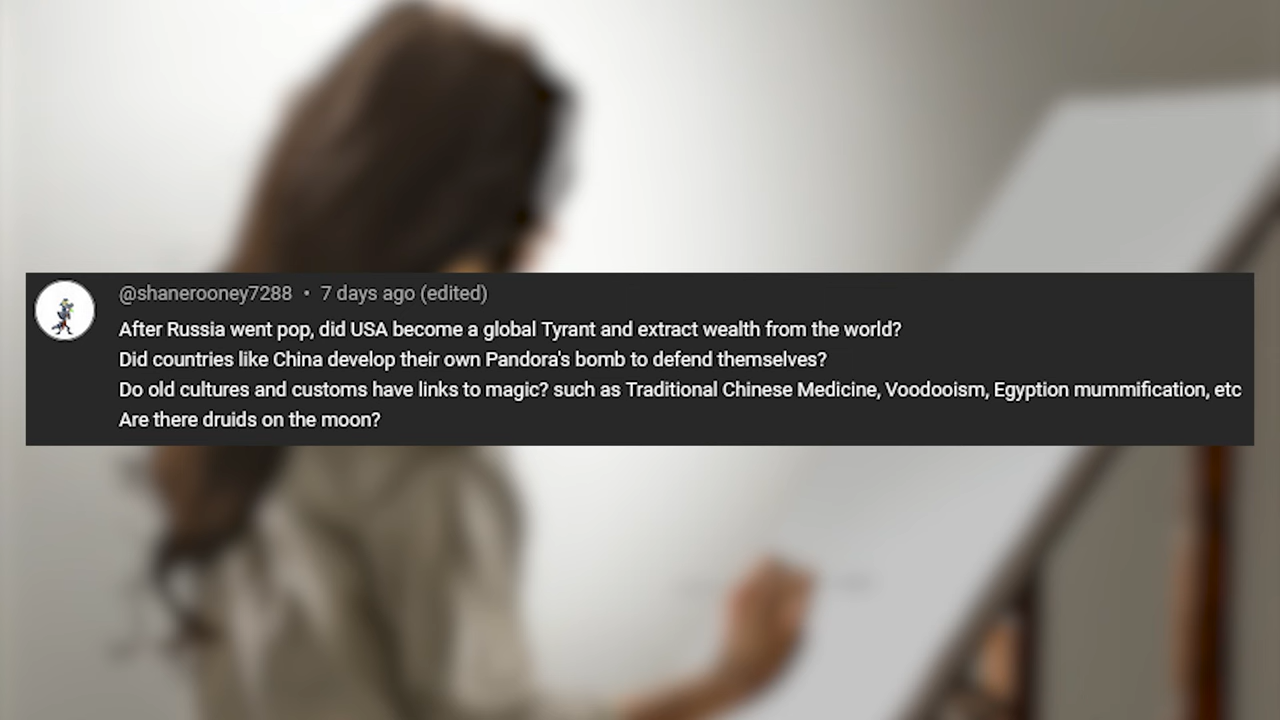 @shanerooney7288 • 7 days ago (edited)
After Russia went pop, did USA become a global Tyrant and extract wealth from the world?
Did countries like China develop their own Pandora's bomb to defend themselves?
Do old cultures and customs have links to magic? such as Traditional Chinese Medicine, Voodooism, Egyption mummification, etc
Are there druids on the moon?